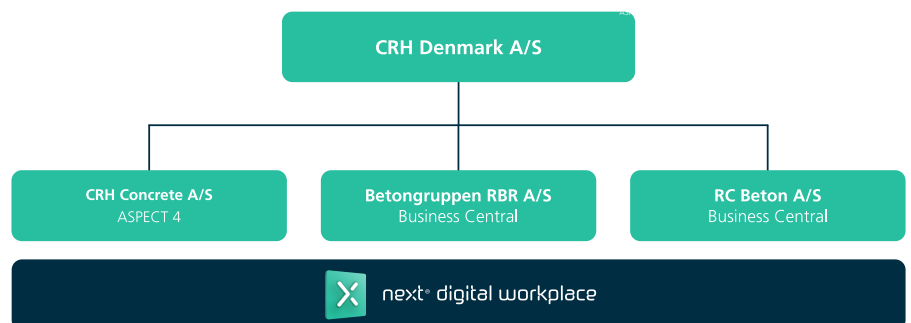 CRH Denmark A/S
CRH Concrete A/S
ASPECT 4
Betongruppen RBR A/S
Business Central
RC Beton A/S
Business Central
next® digital workplace